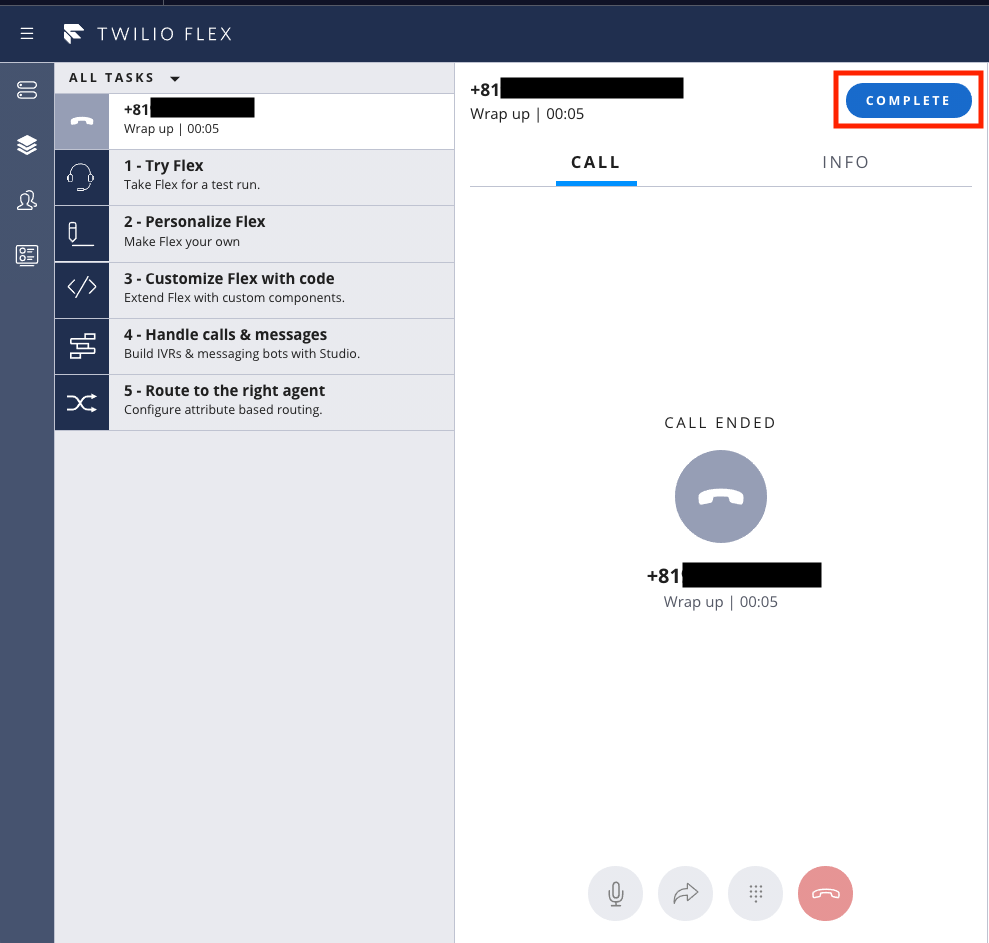 TWILIO FLEX
ALL TASKS
+81
Wrap up | 00:05
1 - Try Flex
Take Flex for a test run.
2 - Personalize Flex
Make Flex your own
3 - Customize Flex with code
Extend Flex with custom components.
4 - Handle calls & messages
Build IVRs & messaging bots with Studio.
5 - Route to the right agent
Configure attribute based routing.
+81
Wrap up | 00:05
COMPLETE
CALL INFO
CALL ENDED
+81
Wrap up | 00:05